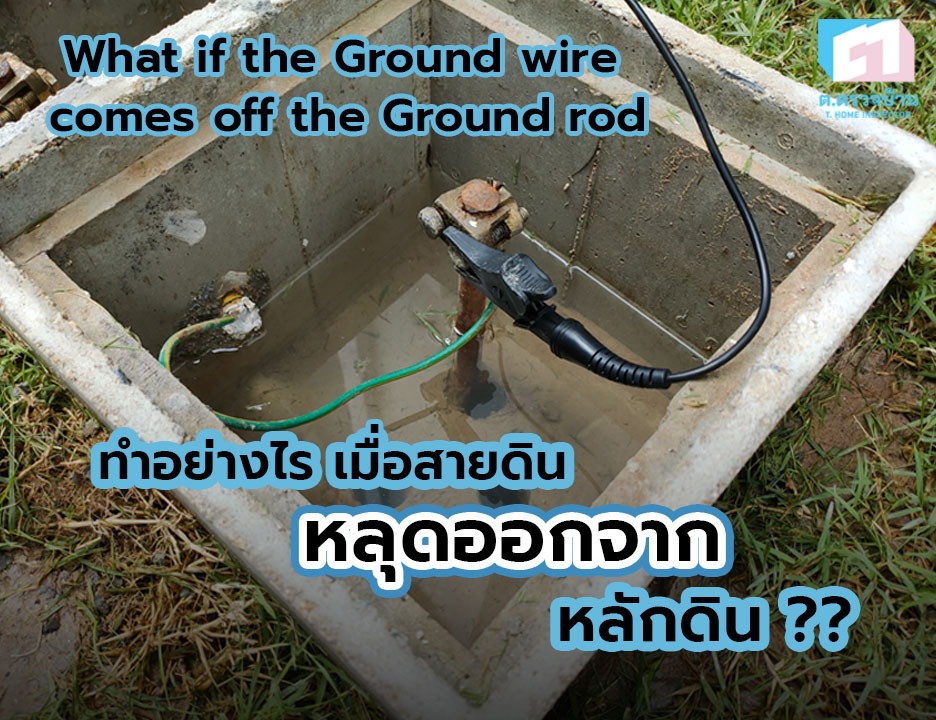 What if the Ground wire
comes off the Ground rod
ต.ตรวจบ้าน
T. HOME INSPECTOR
ทำอย่างไร เมื่อสายดิน
หลุดออกจาก
หลักดิน ??